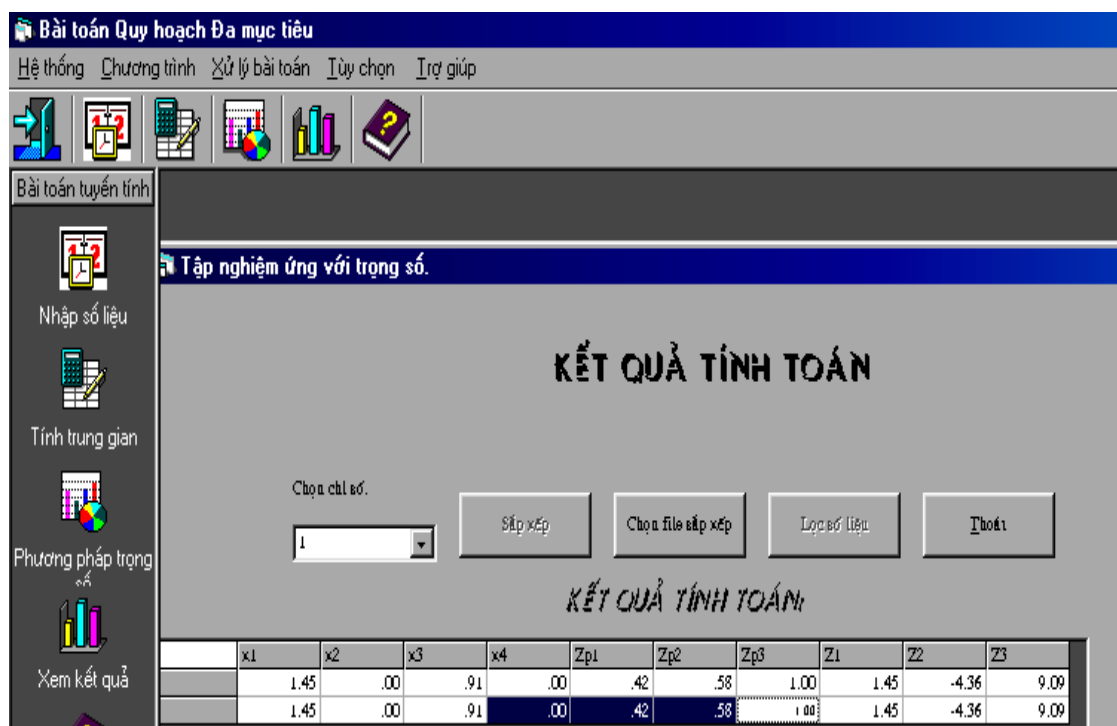 Bài toán Quy hoạch Đa mục tiêu
Hệ thống Chương trình Xử lý bài toán Tùy chọn Trợ giúp
Bài toán tuyến tính
Nhập số liệu
Tính trung gian
Phương pháp trọng
số
Xem kết quả
Tập nghiệm ứng với trọng số.
KẾT QUẢ TÍNH TOÁN
Chọn chỉ số.
1
Sắp xếp Chọn file sắp xếp Lọc số liệu Thoát
KẾT QUẢ TÍNH TOÁN:
x1 x2 x3 x4 Zp1 Zp2 Zp3 Z1 Z2 Z3
1.45 .00 .91 .00 .42 .58 1.00 1.45 -4.36 9.09
1.45 .00 .91 .00 .42 .58 1.00 1.45 -4.36 9.09